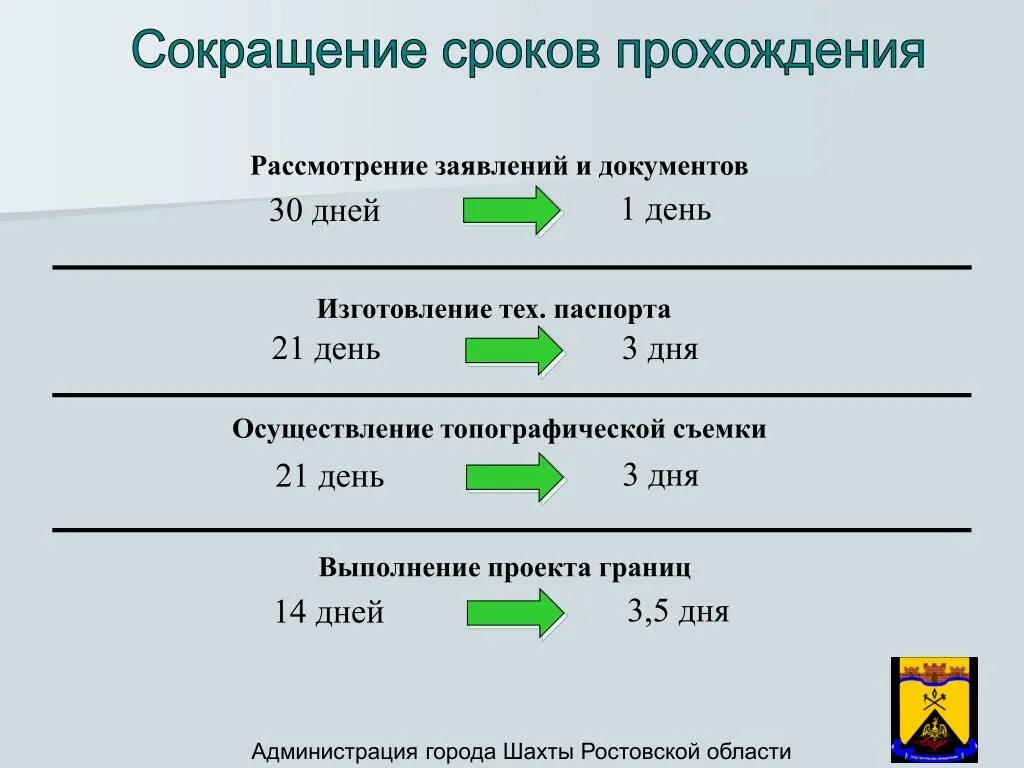 Сокращение сроков прохождения
Рассмотрение заявлений и документов
30 дней 1 день
Изготовление тех. паспорта
21 день 3 дня
Осуществление топографической съемки
21 день 3 дня
Выполнение проекта границ
14 дней 3,5 дня
Администрация города Шахты Ростовской области